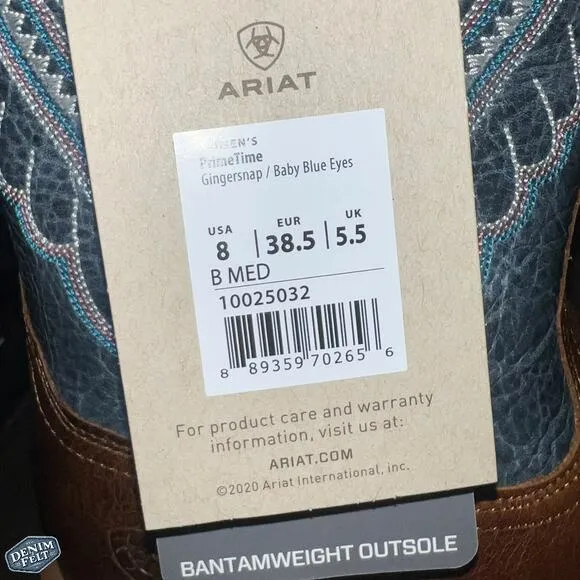 ARIAT
PrimeTime
Gingersnap / Baby Blue Eyes
USA EUR UK
8 38.5 5.5
B MED
10025032
8 89359 70265 6
For product care and warranty
information, visit us at:
ARIAT.COM
©2020 Ariat International, inc.
BANTAMWEIGHT OUTSOLE
DENIM
FELT